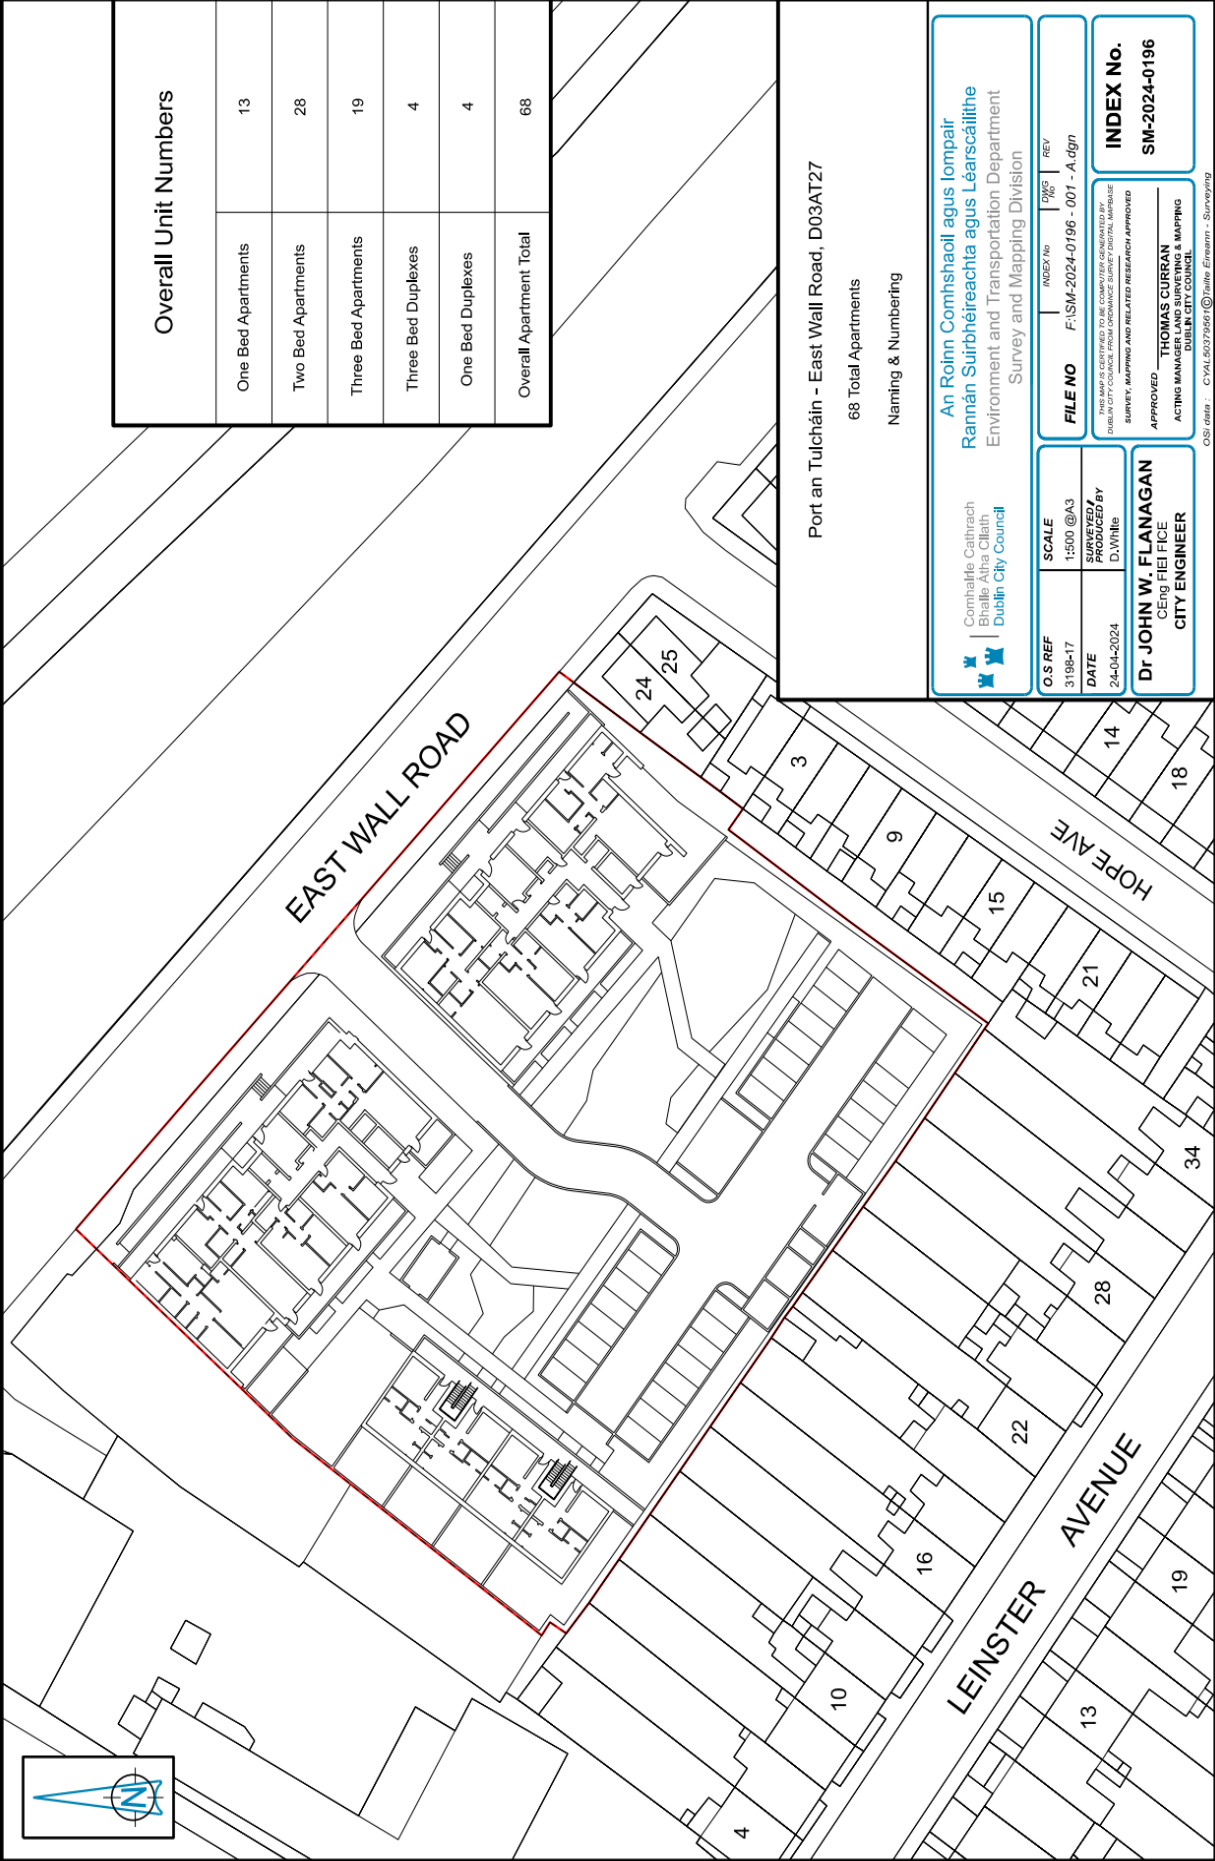 Overall Unit Numbers
One Bed Apartments 13
Two Bed Apartments 28
Three Bed Apartments 19
Three Bed Duplexes 4
One Bed Duplexes 4
Overall Apartment Total 68
EAST WALL ROAD
24
25
3
9
15
21
34
14
18
HOPE AVE
4
10
16
22
28
LEINSTER AVENUE
13
19
N
Port an Tulcháin - East Wall Road, D03AT27
68 Total Apartments
Naming & Numbering
Comhairle Cathrach
Bhaile Átha Cliath
Dublin City Council
An Roinn Comhshaoil agus Iompair
Rannán Suirbhéireachta agus Léarscáilithe
Environment and Transportation Department
Survey and Mapping Division
O.S REF
3198-17
SCALE
1:500 @A3
DATE
24-04-2024
SURVEYED /
PRODUCED BY
D.White
Dr JOHN W. FLANAGAN
CEng FIEI FICE
CITY ENGINEER
INDEX No DWG No REV
FILE NO F:\SM-2024-0196 - 001 - A.dgn
THIS MAP IS CERTIFIED TO BE COMPUTER GENERATED BY
DUBLIN CITY COUNCIL FROM ORDNANCE SURVEY DIGITAL MAPBASE
SURVEY, MAPPING AND RELATED RESEARCH APPROVED
APPROVED
THOMAS CURRAN
ACTING MANAGER LAND SURVEYING & MAPPING
DUBLIN CITY COUNCIL
INDEX No.
SM-2024-0196
OSi data : CYAL50379561©Tailte Éireann - Surveying